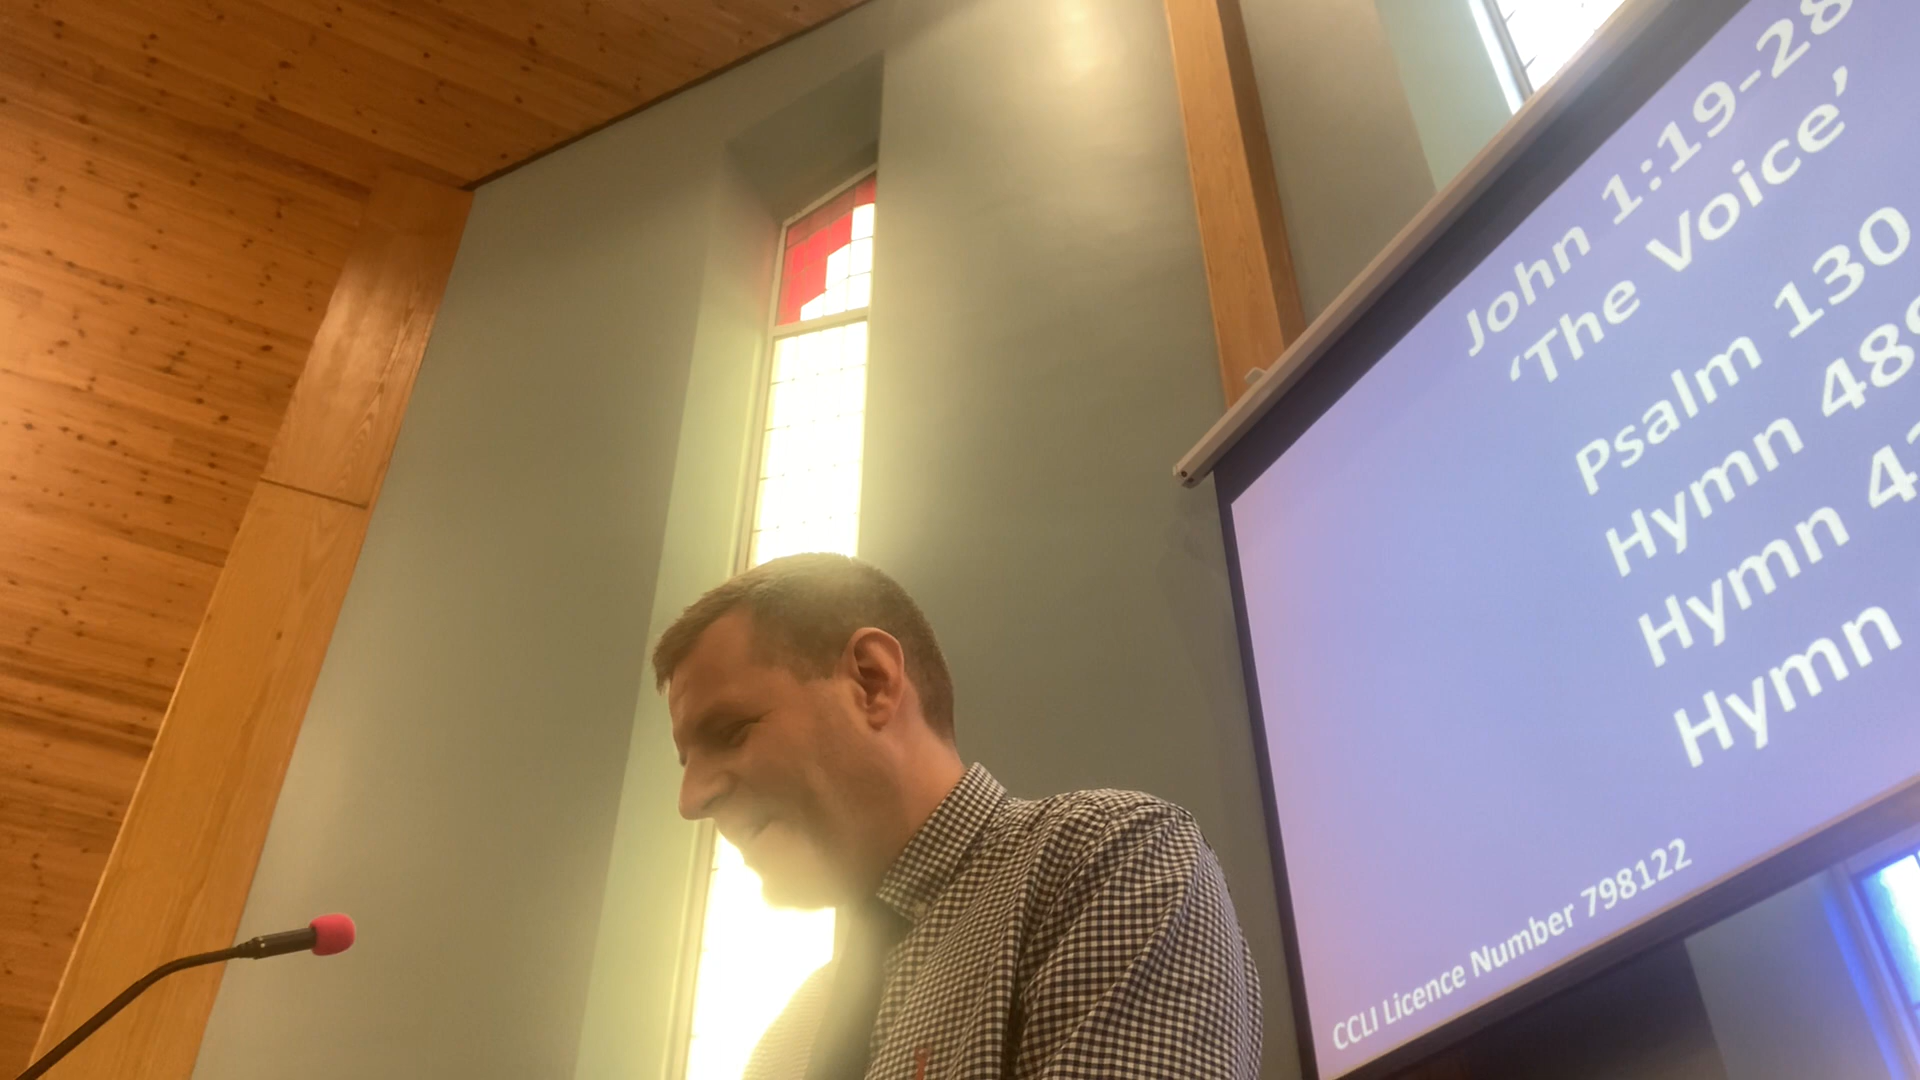 John 1:19-28
‘The Voice’
Psalm 130
Hymn
Hymn
Hymn
CCLI Licence Number 798122